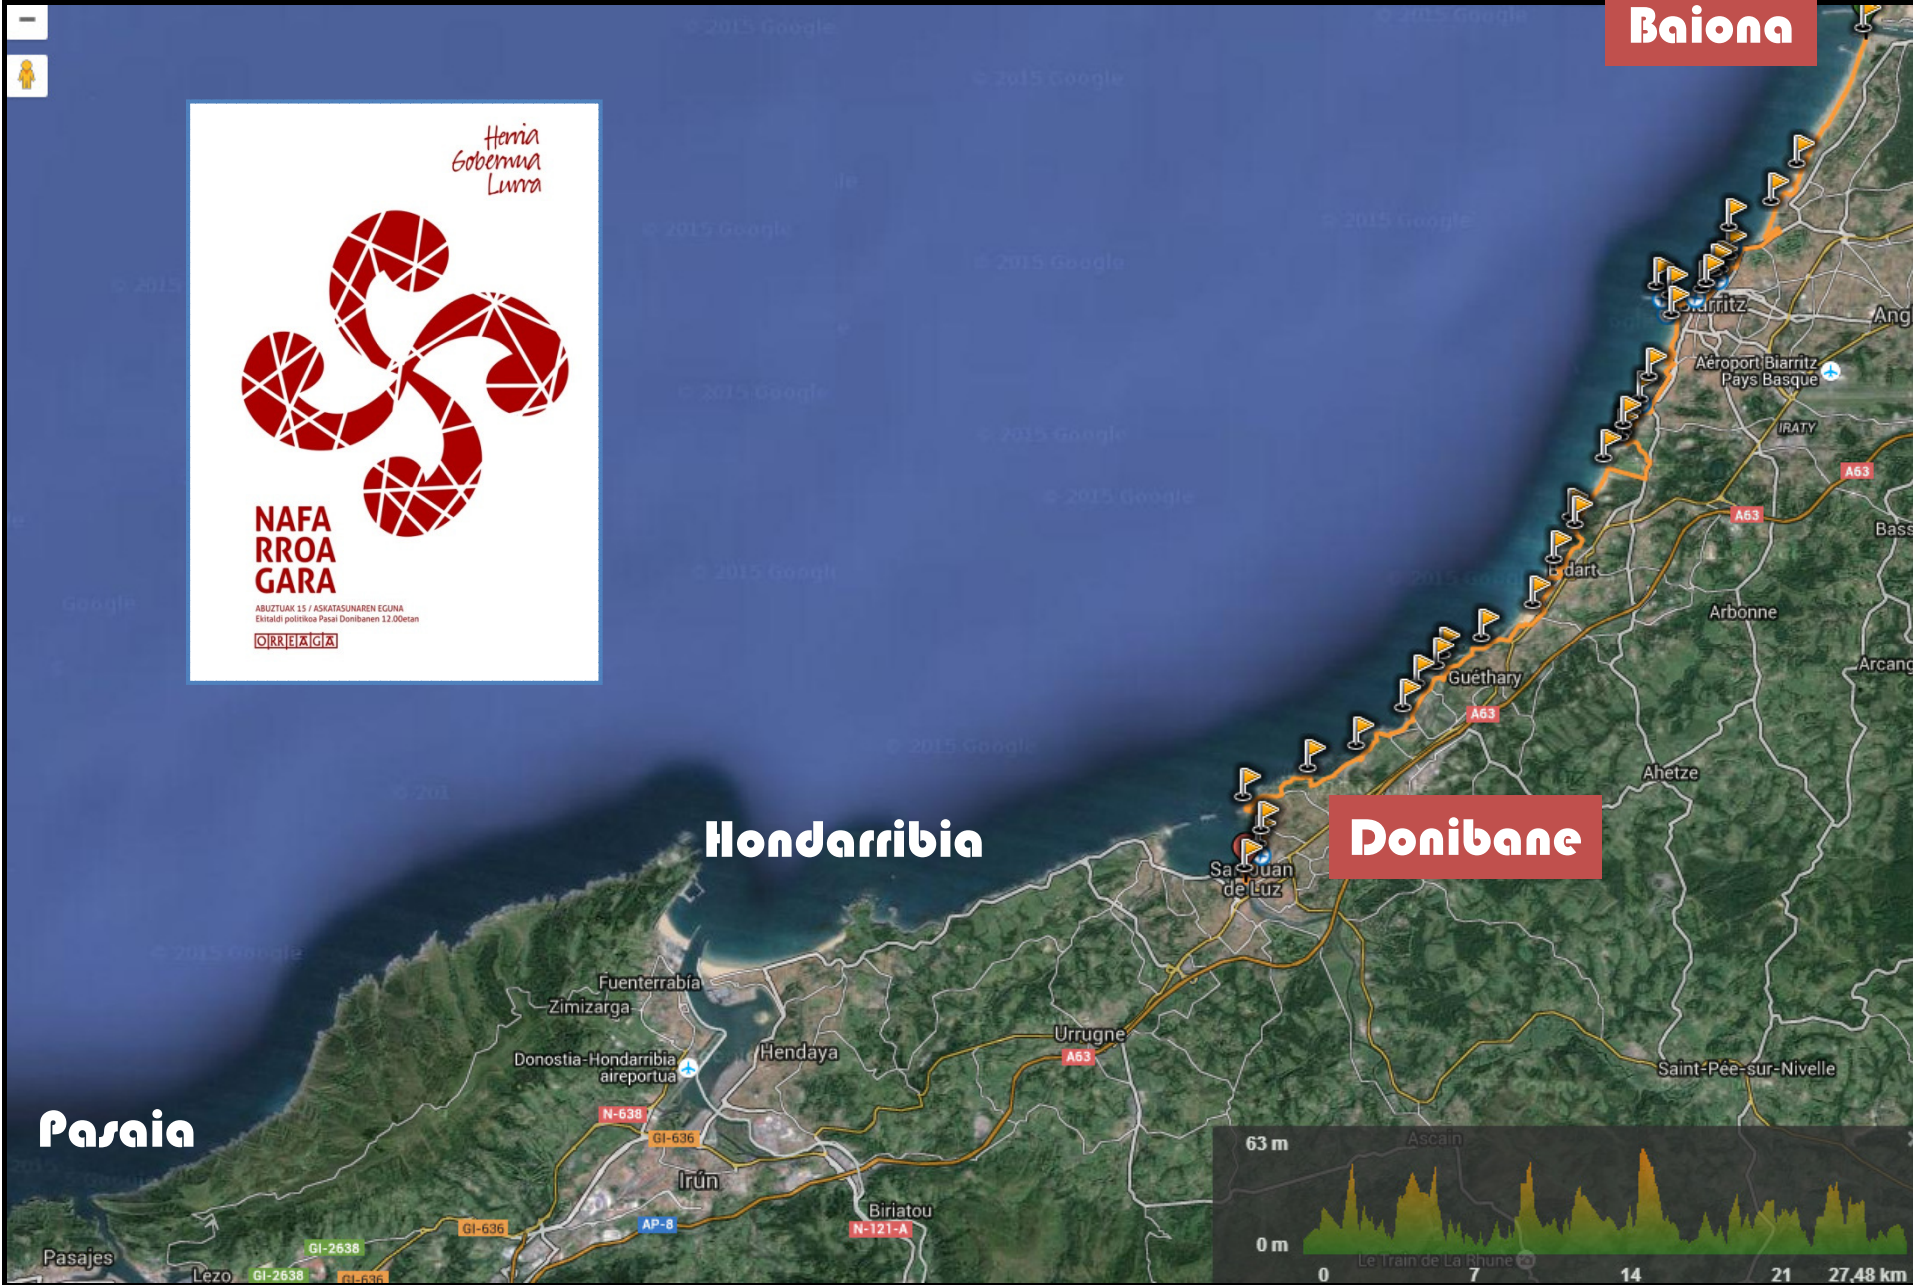 Baiona
Herria
Gobernua
Lurra
NAFA
RROA
GARA
ABUZTUAK 15 / ASKATASUNAREN EGUNA
Ekitaldi politikoa Pasai Donibanen 12.00etan
ORREAGA
Aéroport Biarritz
Pays Basque
IRATY
A63
A63
Bass
Arbonne
Arcang
Guéthary
A63
Ahetze
Hondarribia
Donibane
de Luz
Fuenterrabía
Zimizarga
Hendaya
Urrugne
A63
Donostia-Hondarribia
aireportua
Saint-Pée-sur-Nivelle
N-638
GI-636
Pasaia
Irún
Biriatou
N-121-A
AP-8
GI-636
GI-2638
Pasajes
Lezo
GI-2638
GI-636
Ascain
63 m
0 m
Le Train de La Rhune
0 7 14 21 27,48 km
© 2015 Google